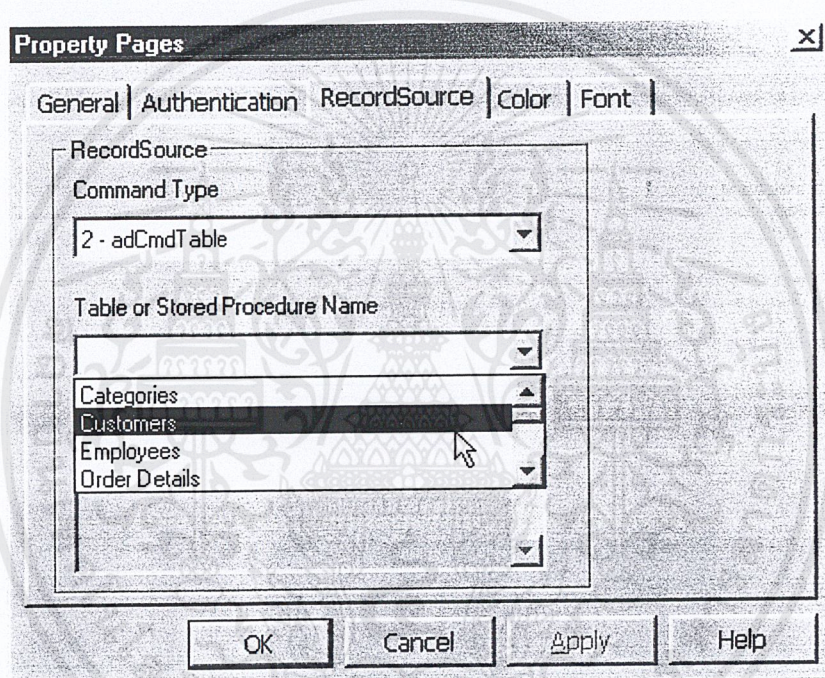 Property Pages
General Authentication RecordSource Color Font
RecordSource
Command Type
2 - adCmdTable
Table or Stored Procedure Name
Categories
Customers
Employees
Order Details
OK Cancel Apply Help